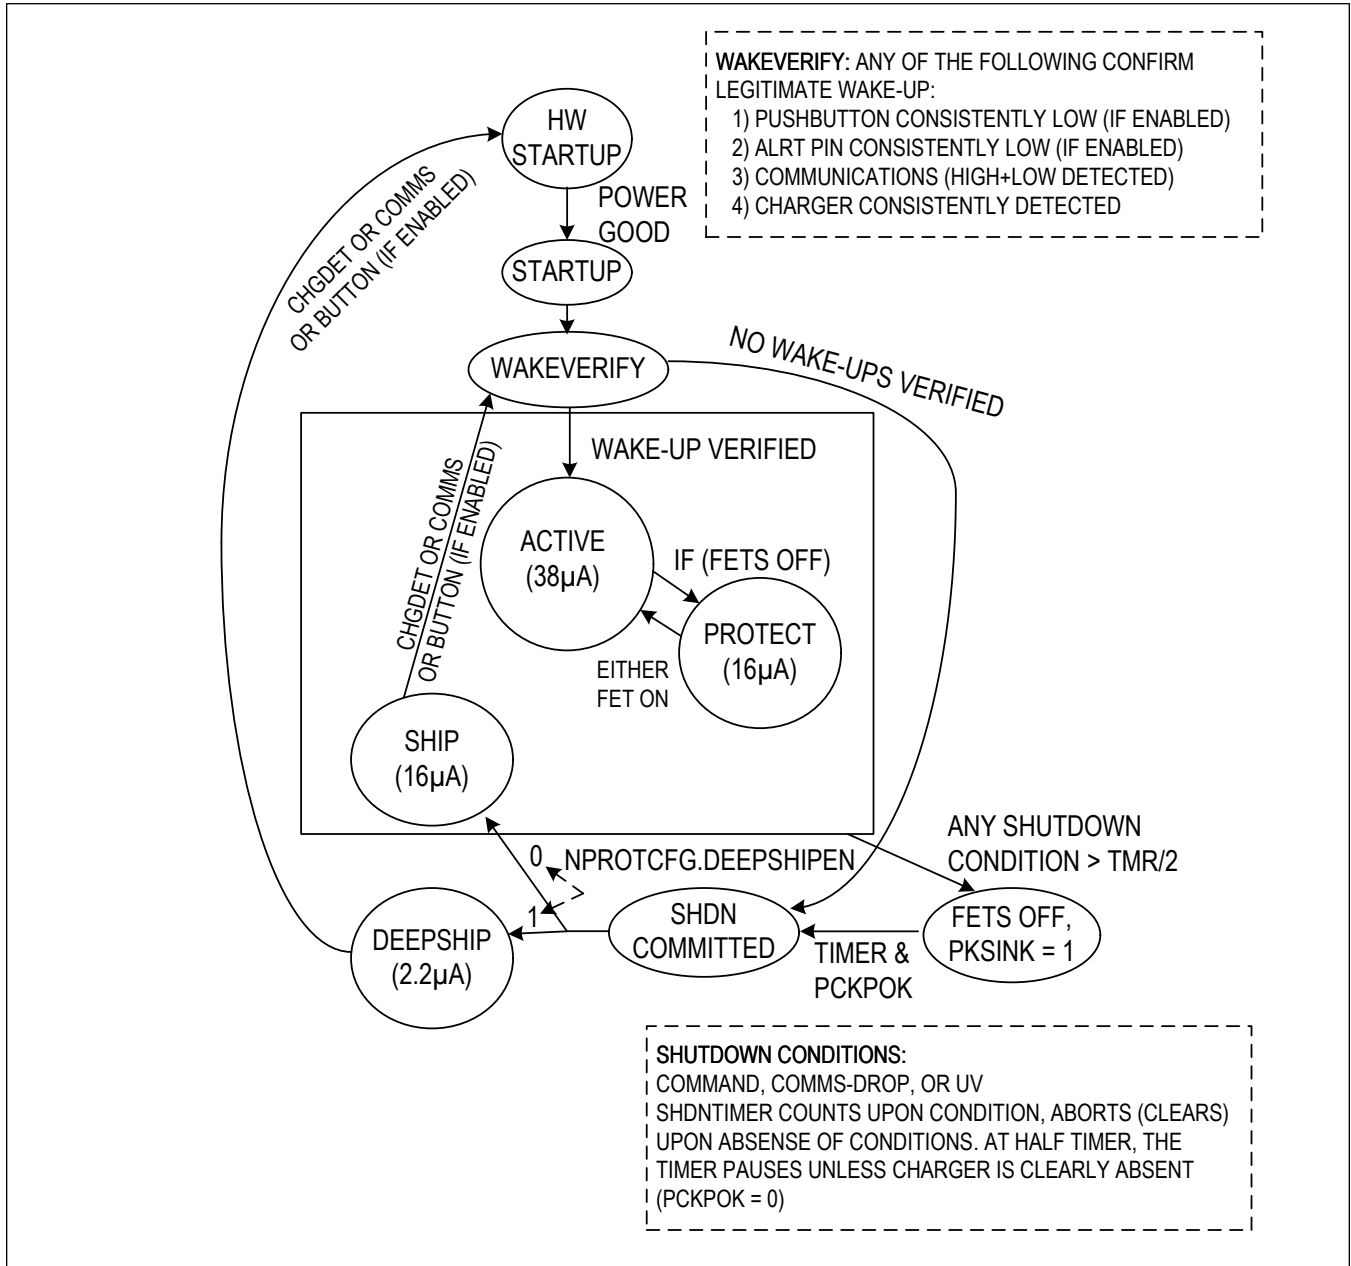 WAKEVERIFY: ANY OF THE FOLLOWING CONFIRM
LEGITIMATE WAKE-UP:
1) PUSHBUTTON CONSISTENTLY LOW (IF ENABLED)
2) ALRT PIN CONSISTENTLY LOW (IF ENABLED)
3) COMMUNICATIONS (HIGH+LOW DETECTED)
4) CHARGER CONSISTENTLY DETECTED
HW
STARTUP
CHGDET OR COMMS
OR BUTTON (IF ENABLED)
POWER
GOOD
STARTUP
WAKEVERIFY
NO WAKE-UPS VERIFIED
WAKE-UP VERIFIED
CHGDET OR COMMS
OR BUTTON (IF ENABLED)
ACTIVE
(38µA)
IF (FETS OFF)
PROTECT
(16µA)
EITHER
FET ON
SHIP
(16µA)
ANY SHUTDOWN
CONDITION > TMR/2
0
NPROTCFG.DEEPSHIPEN
1
DEEPSHIP
(2.2µA)
SHDN
COMMITTED
TIMER &
PCKPOK
FETS OFF,
PKSINK = 1
SHUTDOWN CONDITIONS:
COMMAND, COMMS-DROP, OR UV
SHDNTIMER COUNTS UPON CONDITION, ABORTS (CLEARS)
UPON ABSENSE OF CONDITIONS. AT HALF TIMER, THE
TIMER PAUSES UNLESS CHARGER IS CLEARLY ABSENT
(PCKPOK = 0)